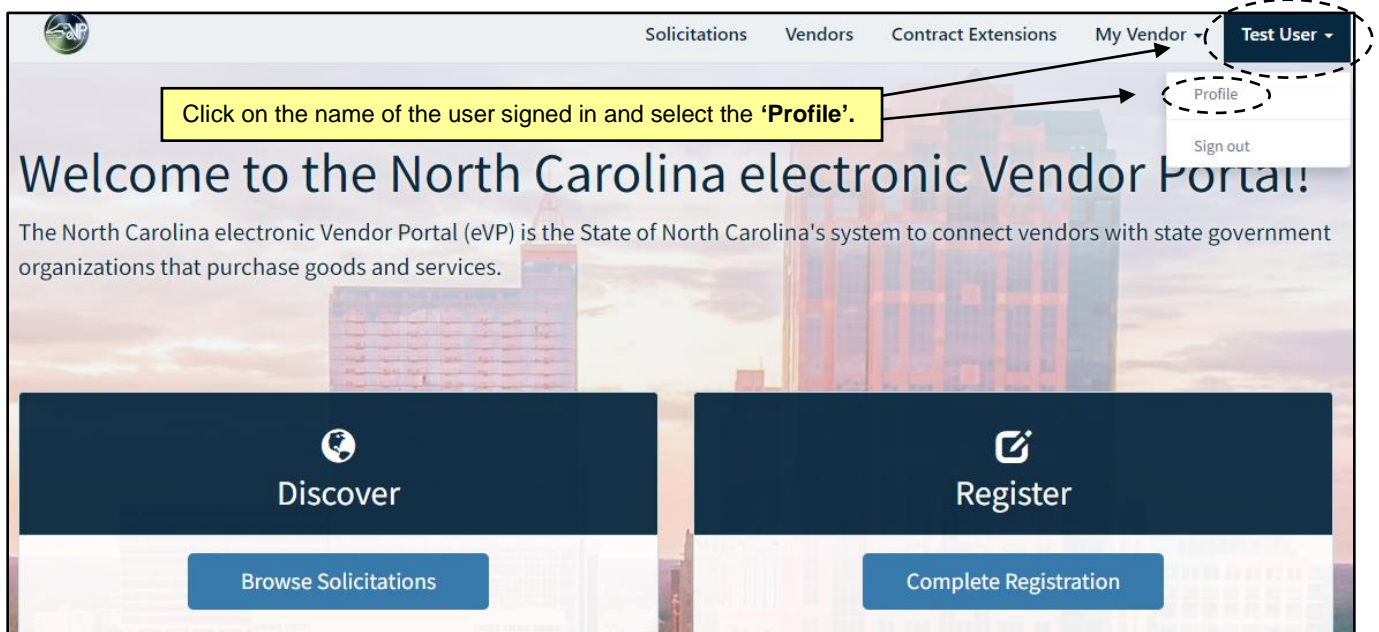 eVP
Solicitations Vendors Contract Extensions My Vendor Test User
Profile
Click on the name of the user signed in and select the ‘Profile’.
Sign out
Welcome to the North Carolina electronic Vendor Portal!
The North Carolina electronic Vendor Portal (eVP) is the State of North Carolina's system to connect vendors with state government
organizations that purchase goods and services.
Discover
Register
Browse Solicitations
Complete Registration